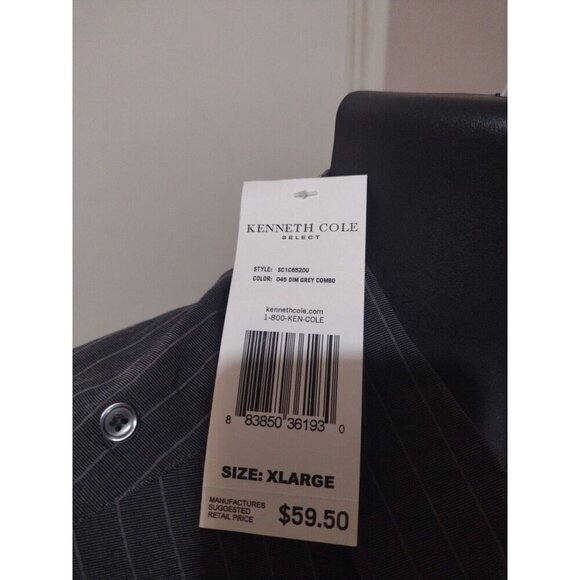 KENNETH COLE
SELECT
STYLE: SC1C6520U
COLOR: 045 DIM GREY COMBO
kennethcole.com
1-800-KEN-COLE
8 83850 36193 0
SIZE: XLARGE
MANUFACTURES
SUGGESTED
RETAIL PRICE
$59.50